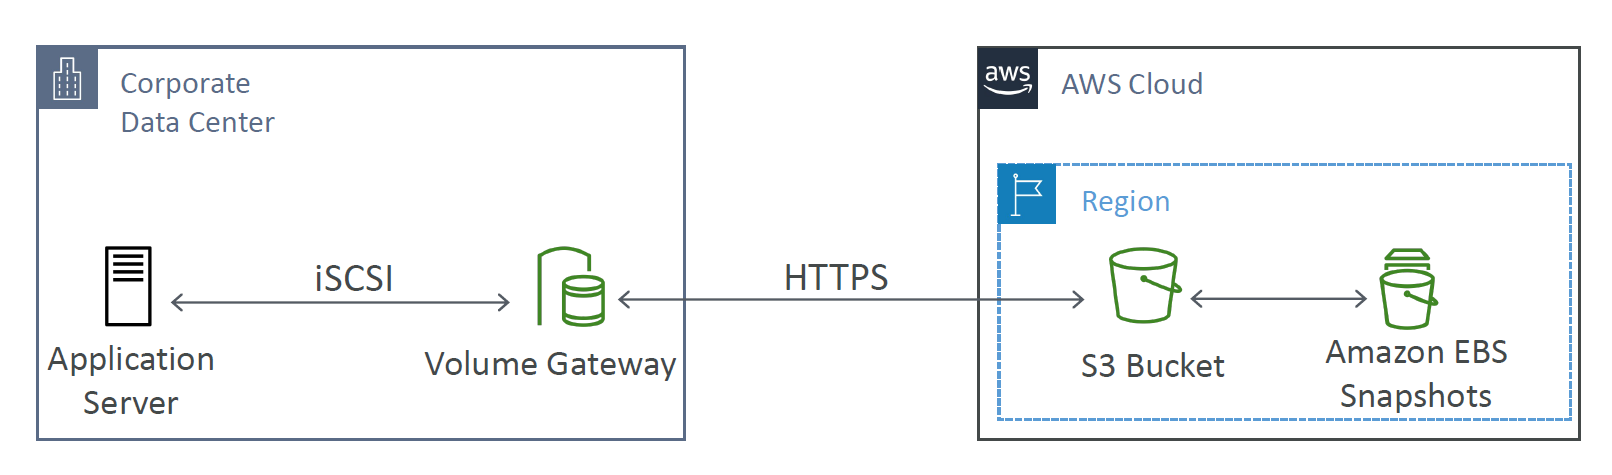 Corporate
Data Center
aws
AWS Cloud
Region
iSCSI
HTTPS
Application
Server
Volume Gateway
S3 Bucket
Amazon EBS
Snapshots